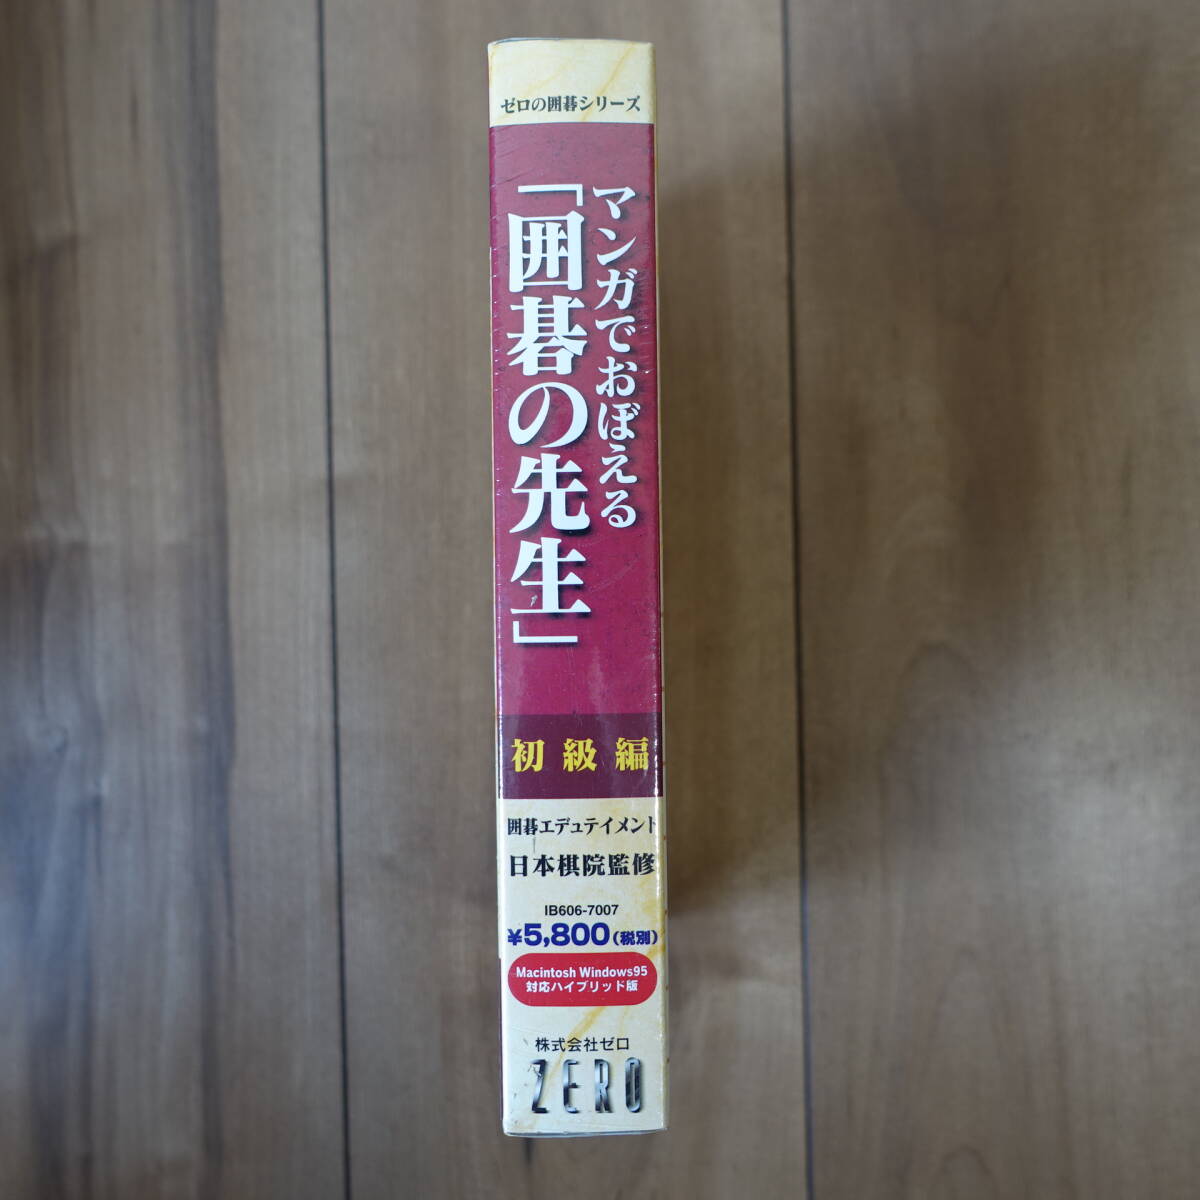 ゼロの囲碁シリーズ
マンガでおぼえる
「囲碁の先生」
初級編
囲碁エデュテイメント
日本棋院監修
IB606-7007
¥5,800(税別)
Macintosh Windows95
対応ハイブリッド版
株式会社ゼロ
ZERO